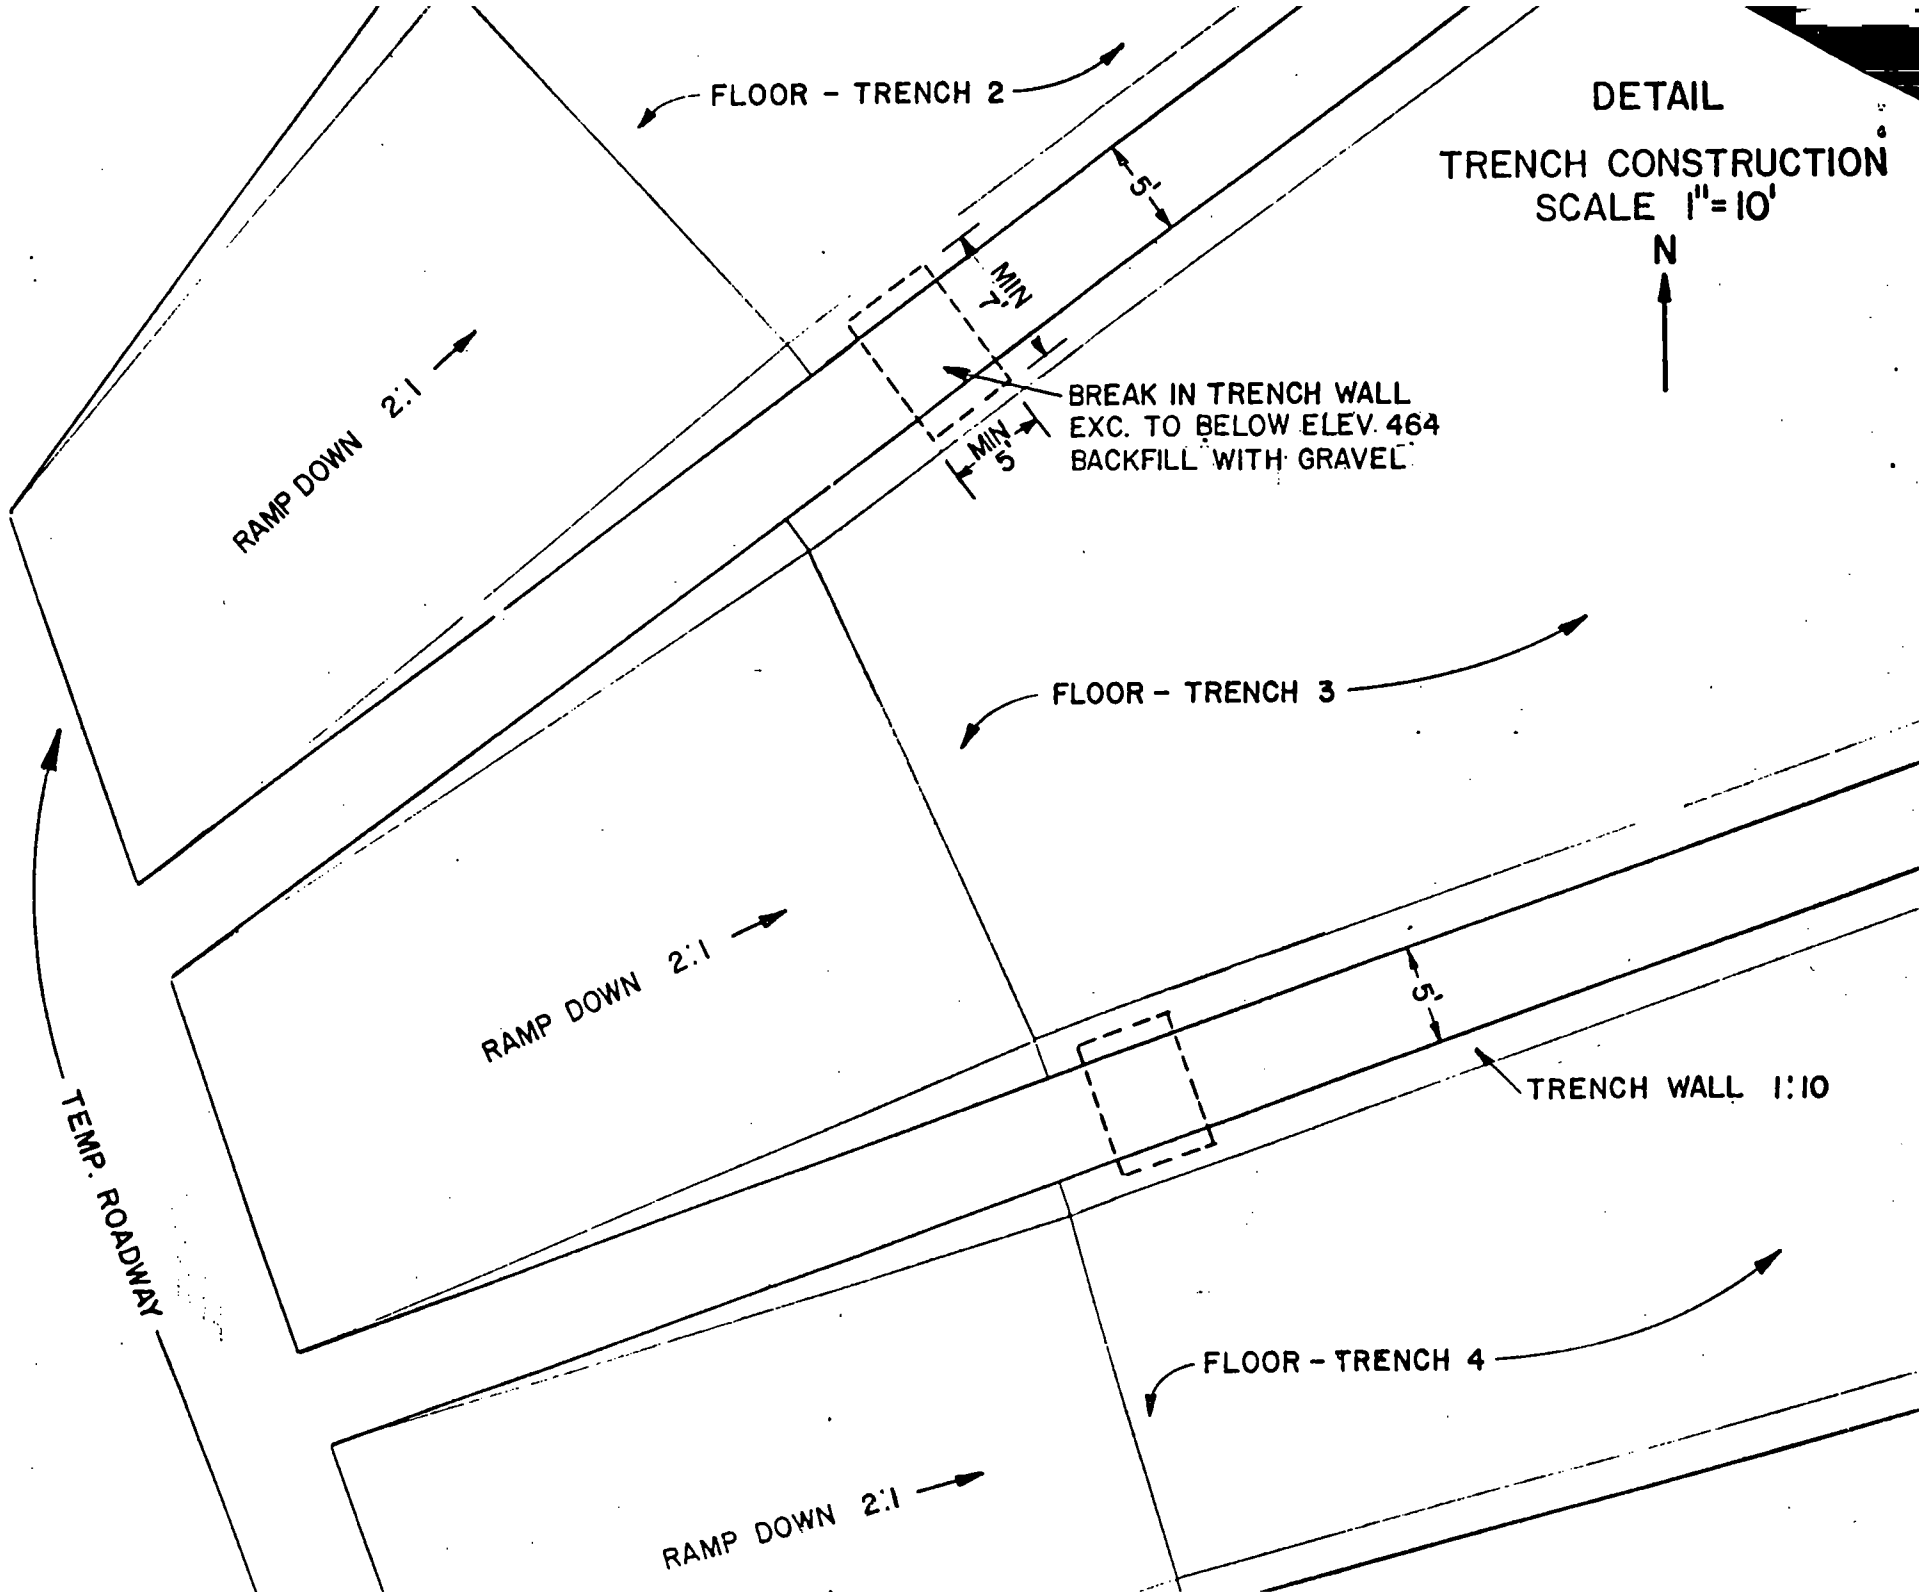 FLOOR - TRENCH 2
DETAIL
TRENCH CONSTRUCTION
SCALE 1"=10'
N
5'
MIN
7'
RAMP DOWN 2:1
BREAK IN TRENCH WALL
EXC. TO BELOW ELEV. 464
BACKFILL WITH GRAVEL
MIN
5'
FLOOR - TRENCH 3
RAMP DOWN 2:1
5'
TRENCH WALL 1:10
TEMP. ROADWAY
FLOOR - TRENCH 4
RAMP DOWN 2:1